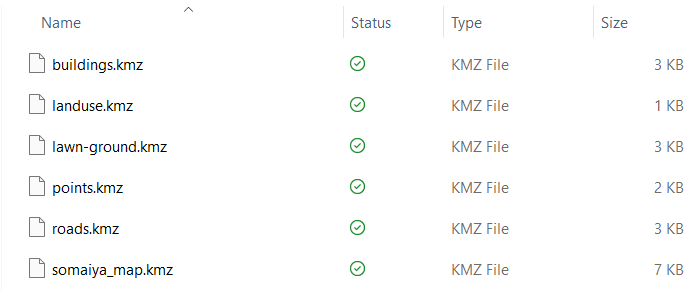 Name Status Type Size
buildings.kmz KMZ File 3 KB
landuse.kmz KMZ File 1 KB
lawn-ground.kmz KMZ File 3 KB
points.kmz KMZ File 2 KB
roads.kmz KMZ File 3 KB
somaiya_map.kmz KMZ File 7 KB